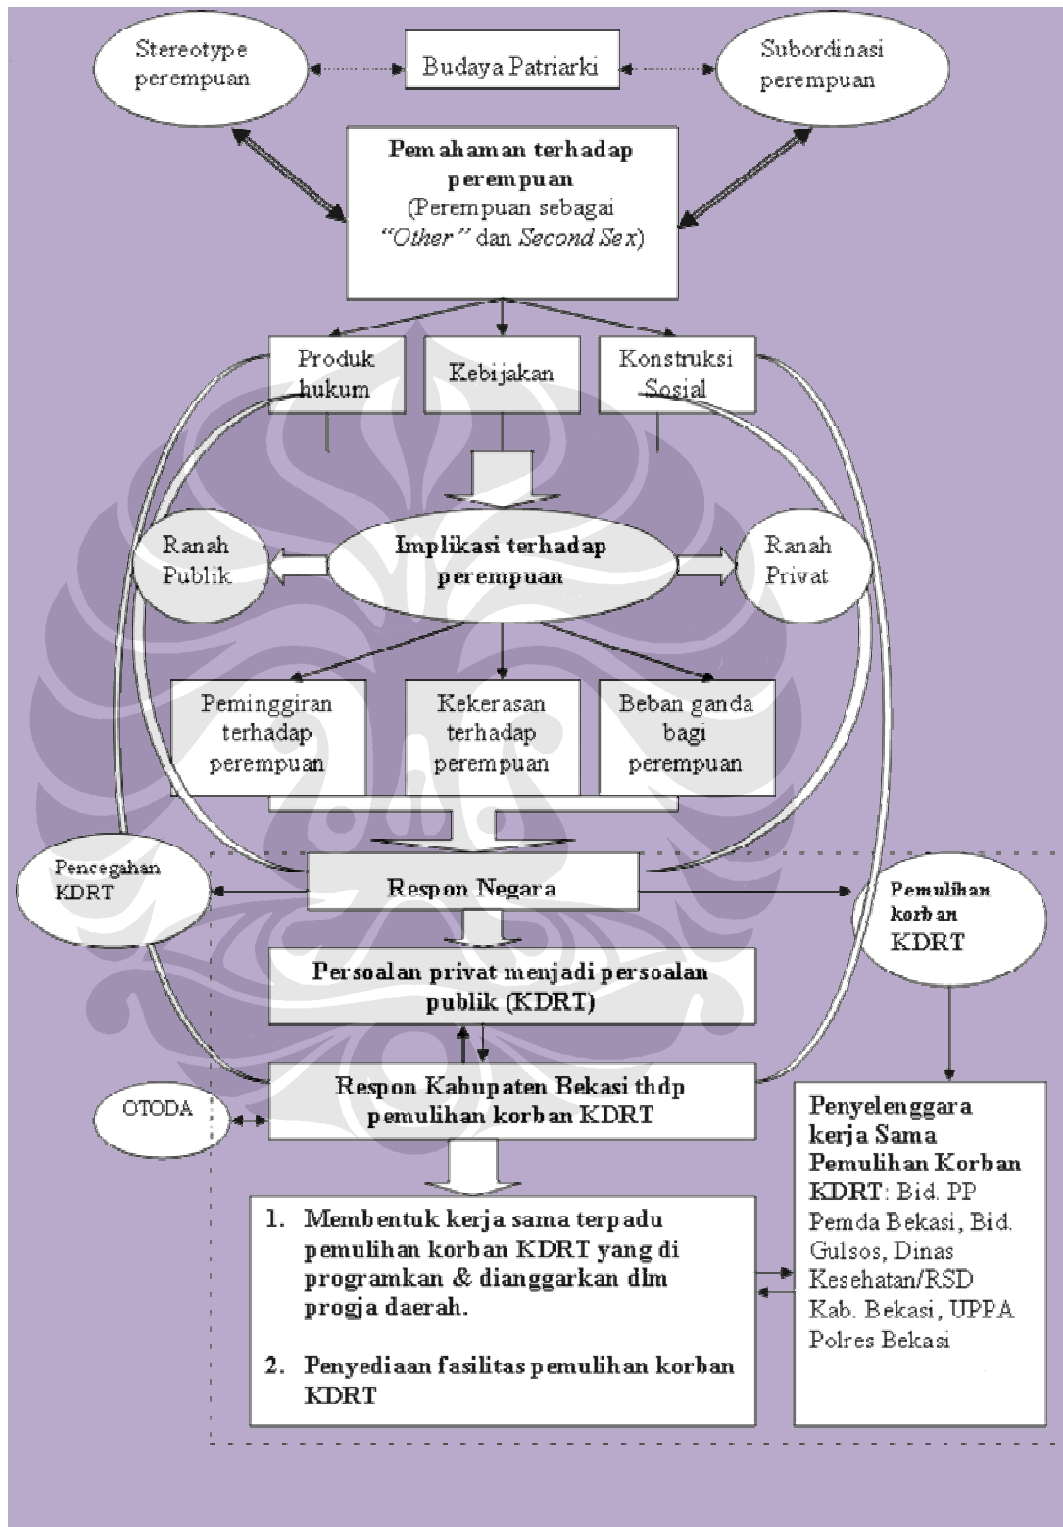 Stereotype
perempuan
Budaya Patriarki
Subordinasi
perempuan
Pemahaman terhadap
perempuan
(Perempuan sebagai
“Other” dan Second Sex)
Produk
hukum
Kebijakan
Konstruksi
Sosial
Ranah
Publik
Implikasi terhadap
perempuan
Ranah
Privat
Peminggiran
terhadap
perempuan
Kekerasan
terhadap
perempuan
Beban ganda
bagi
perempuan
Pencegahan
KDRT
Respon Negara
Pemulihan
korban
KDRT
Persoalan privat menjadi persoalan
publik (KDRT)
Respon Kabupaten Bekasi thdp
pemulihan korban KDRT
OTODA
1. Membentuk kerja sama terpadu
pemulihan korban KDRT yang di
programkan & dianggarkan dlm
progja daerah.
2. Penyediaan fasilitas pemulihan korban
KDRT
Penyelenggara
kerja Sama
Pemulihan Korban
KDRT: Bid. PP
Pemda Bekasi, Bid.
Gulsos, Dinas
Kesehatan/RSD
Kab. Bekasi, UPPA
Polres Bekasi